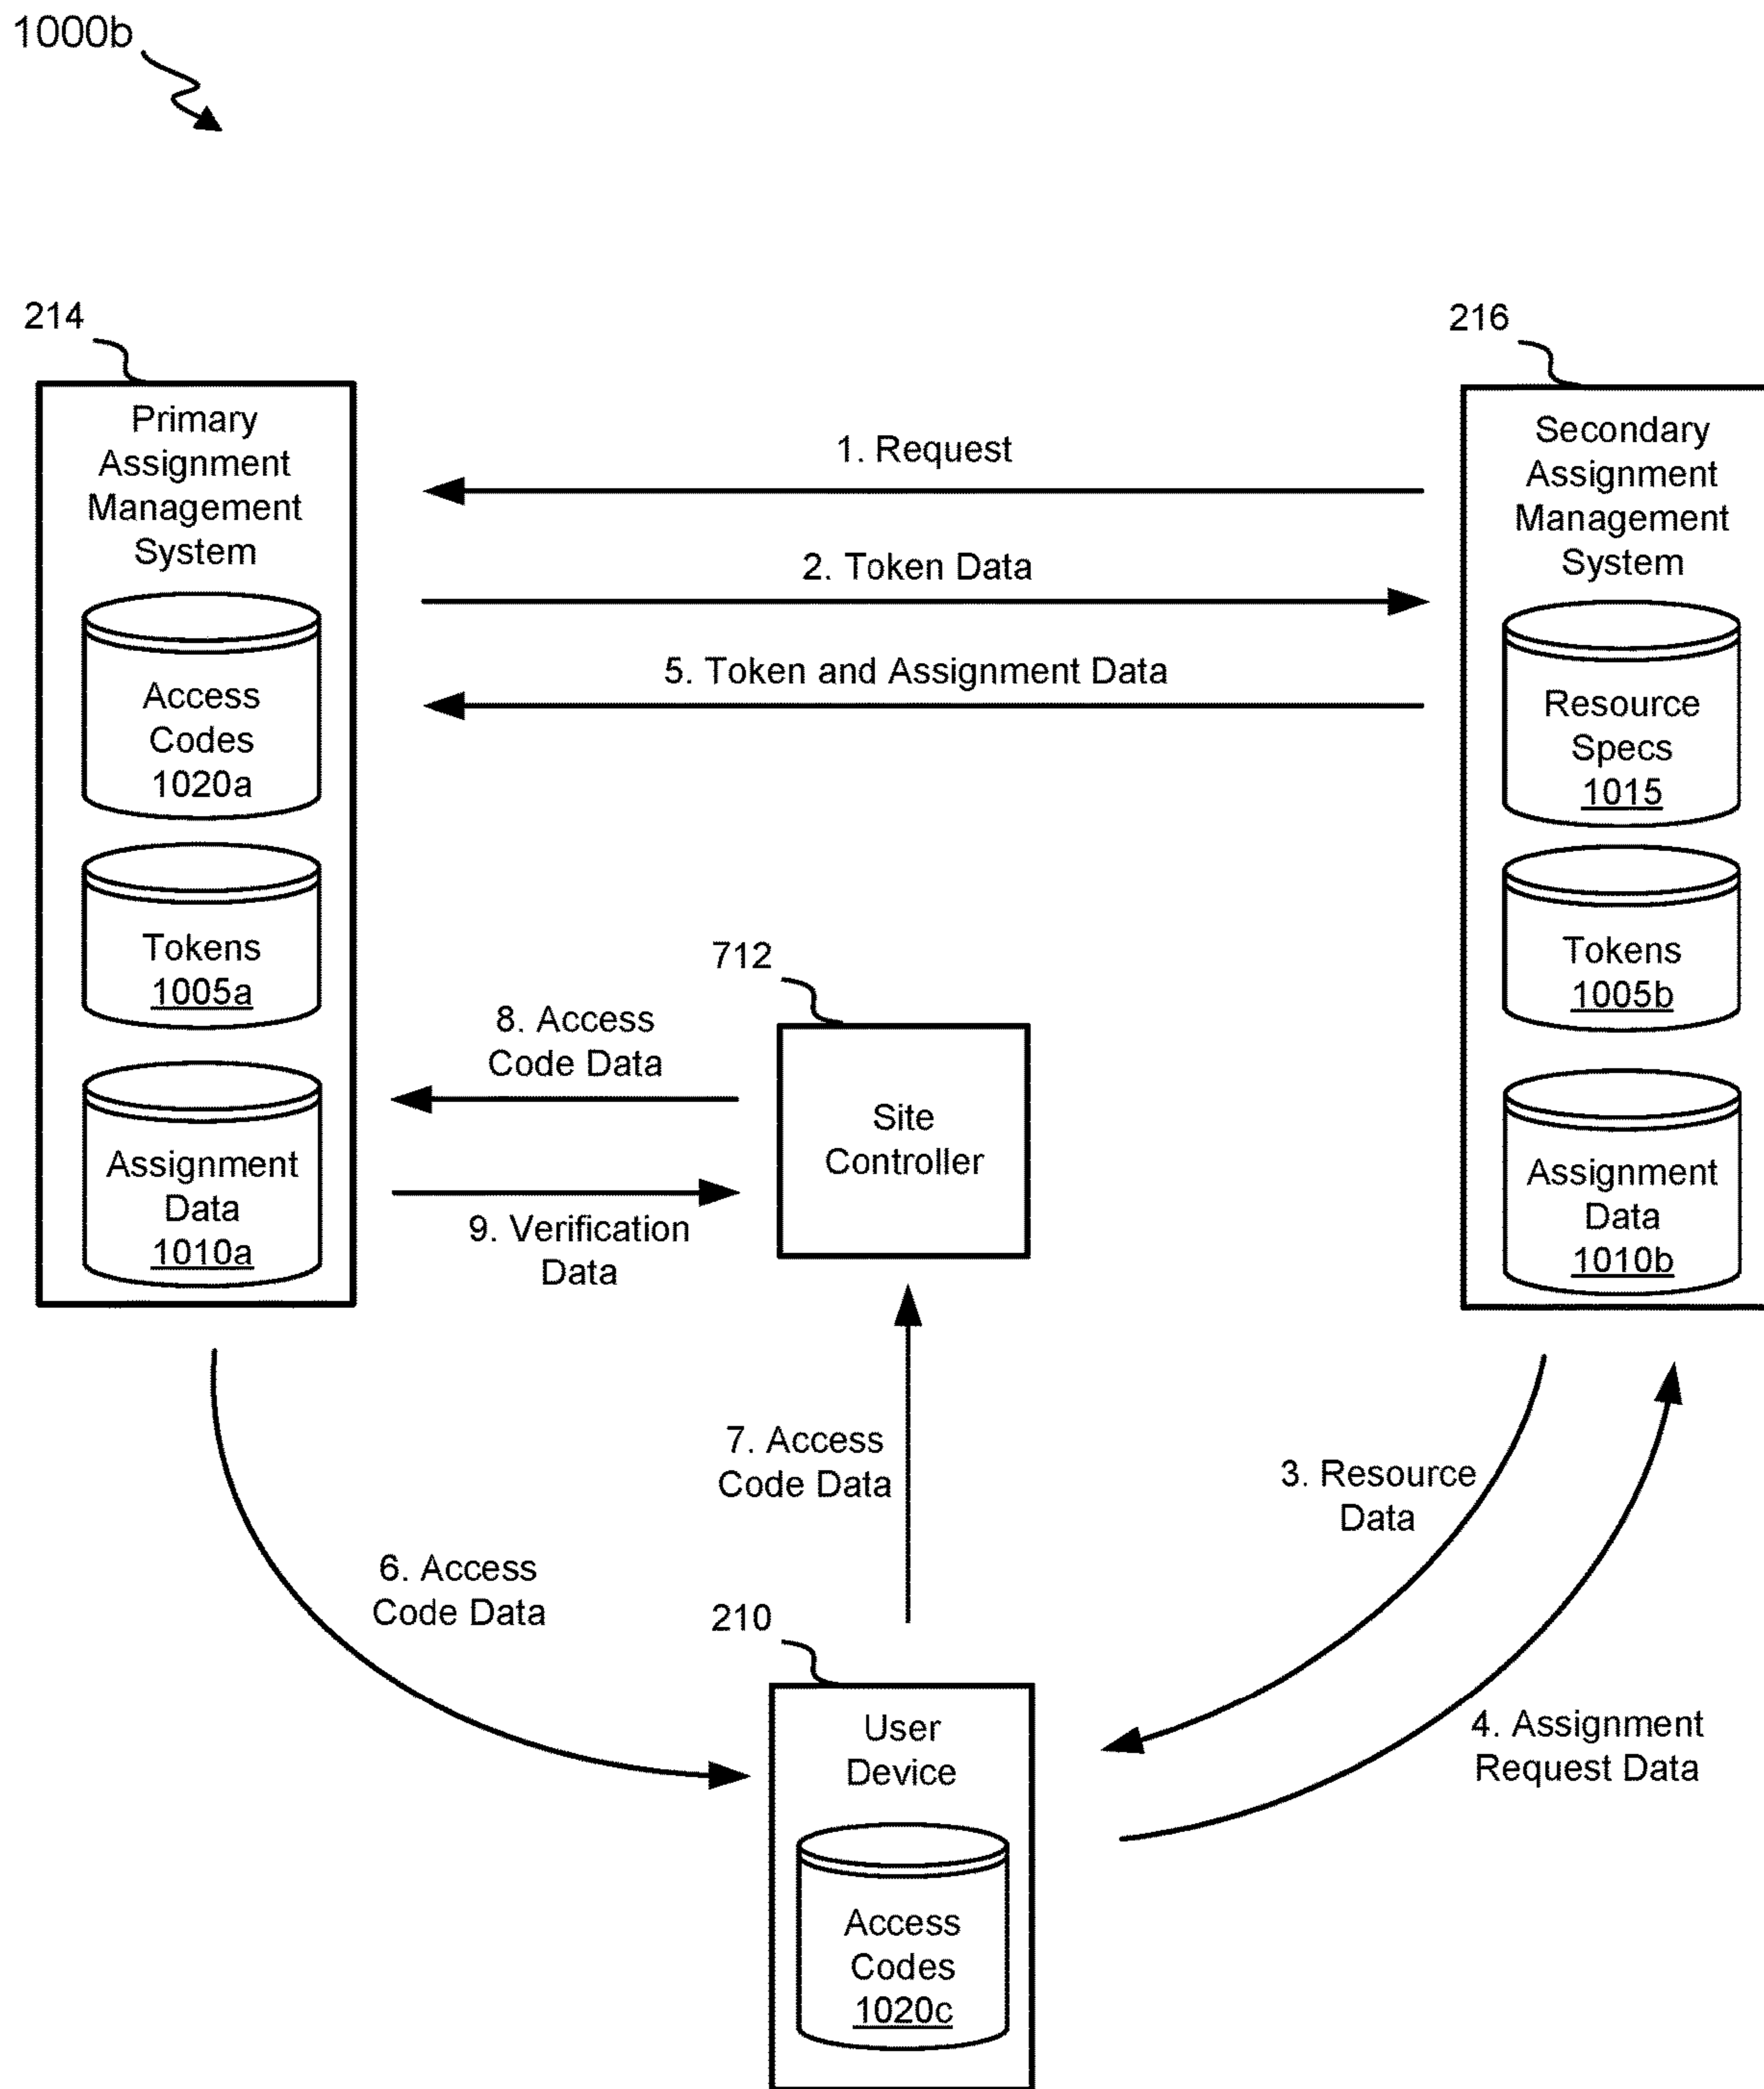 1000b
214
216
Primary
Assignment
Management
System
Access
Codes
1020a
Tokens
1005a
Assignment
Data
1010a
1. Request
2. Token Data
5. Token and Assignment Data
Secondary
Assignment
Management
System
Resource
Specs
1015
Tokens
1005b
Assignment
Data
1010b
712
8. Access
Code Data
9. Verification
Data
Site
Controller
7. Access
Code Data
3. Resource
Data
6. Access
Code Data
4. Assignment
Request Data
210
User
Device
Access
Codes
1020c